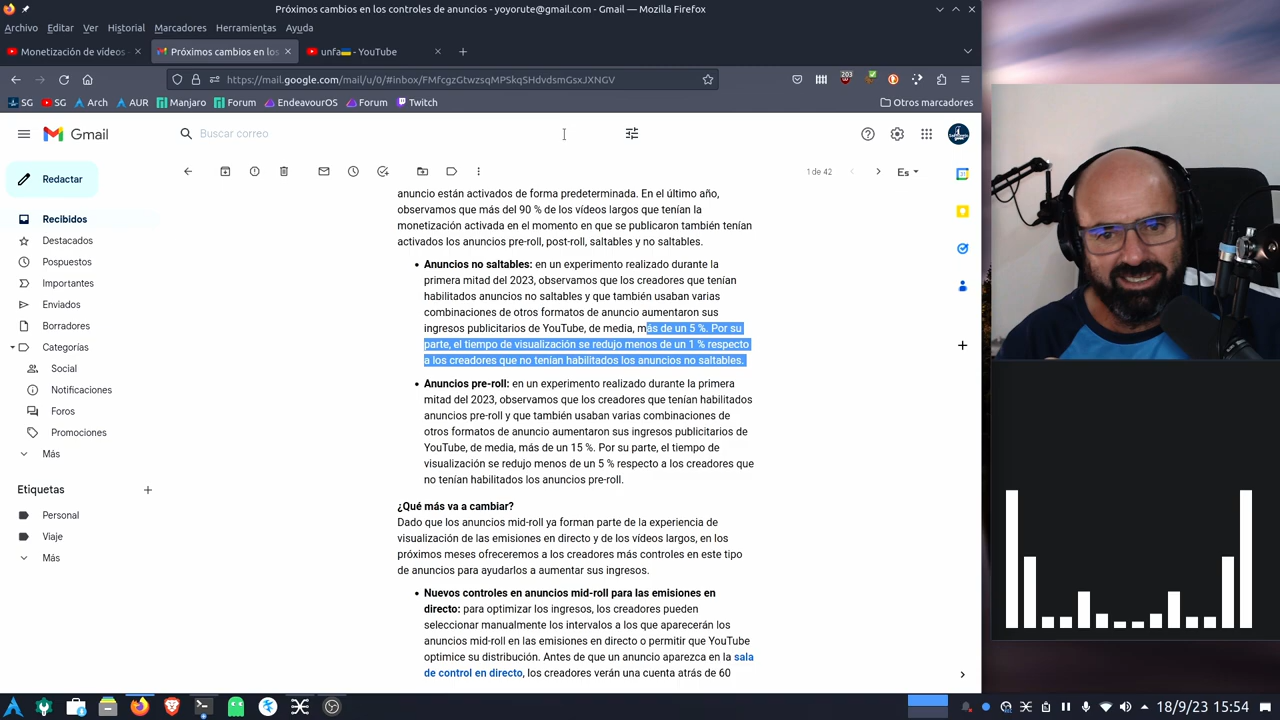 Próximos cambios en los controles de anuncios - yoyorute@gmail.com - Gmail — Mozilla Firefox
Archivo Editar Ver Historial Marcadores Herramientas Ayuda
Monetización de vídeos -
Próximos cambios en los
unfa - YouTube
https://mail.google.com/mail/u/0/#inbox/FMfcgzGtwzsqMPSkqSHdvdsmGsxJXNGV
203
SG SG Arch AUR Manjaro Forum EndeavourOS Forum Twitch Otros marcadores
Gmail
Buscar correo
Redactar
1 de 42
Es
Recibidos
Destacados
Pospuestos
Importantes
Enviados
Borradores
Categorías
Social
Notificaciones
Foros
Promociones
Más
Etiquetas
Personal
Viaje
Más
anuncio están activados de forma predeterminada. En el último año,
observamos que más del 90 % de los vídeos largos que tenían la
monetización activada en el momento en que se publicaron también tenían
activados los anuncios pre-roll, post-roll, saltables y no saltables.
• Anuncios no saltables: en un experimento realizado durante la
primera mitad del 2023, observamos que los creadores que tenían
habilitados anuncios no saltables y que también usaban varias
combinaciones de otros formatos de anuncio aumentaron sus
ingresos publicitarios de YouTube, de media, más de un 5 %. Por su
parte, el tiempo de visualización se redujo menos de un 1 % respecto
a los creadores que no tenían habilitados los anuncios no saltables.
• Anuncios pre-roll: en un experimento realizado durante la primera
mitad del 2023, observamos que los creadores que tenían habilitados
anuncios pre-roll y que también usaban varias combinaciones de
otros formatos de anuncio aumentaron sus ingresos publicitarios de
YouTube, de media, más de un 15 %. Por su parte, el tiempo de
visualización se redujo menos de un 5 % respecto a los creadores que
no tenían habilitados los anuncios pre-roll.
¿Qué más va a cambiar?
Dado que los anuncios mid-roll ya forman parte de la experiencia de
visualización de las emisiones en directo y de los vídeos largos, en los
próximos meses ofreceremos a los creadores más controles en este tipo
de anuncios para ayudarlos a aumentar sus ingresos.
• Nuevos controles en anuncios mid-roll para las emisiones en
directo: para optimizar los ingresos, los creadores pueden
seleccionar manualmente los intervalos a los que aparecerán los
anuncios mid-roll en las emisiones en directo o permitir que YouTube
optimice su distribución. Antes de que un anuncio aparezca en la sala
de control en directo, los creadores verán una cuenta atrás de 60
18/9/23 15:54